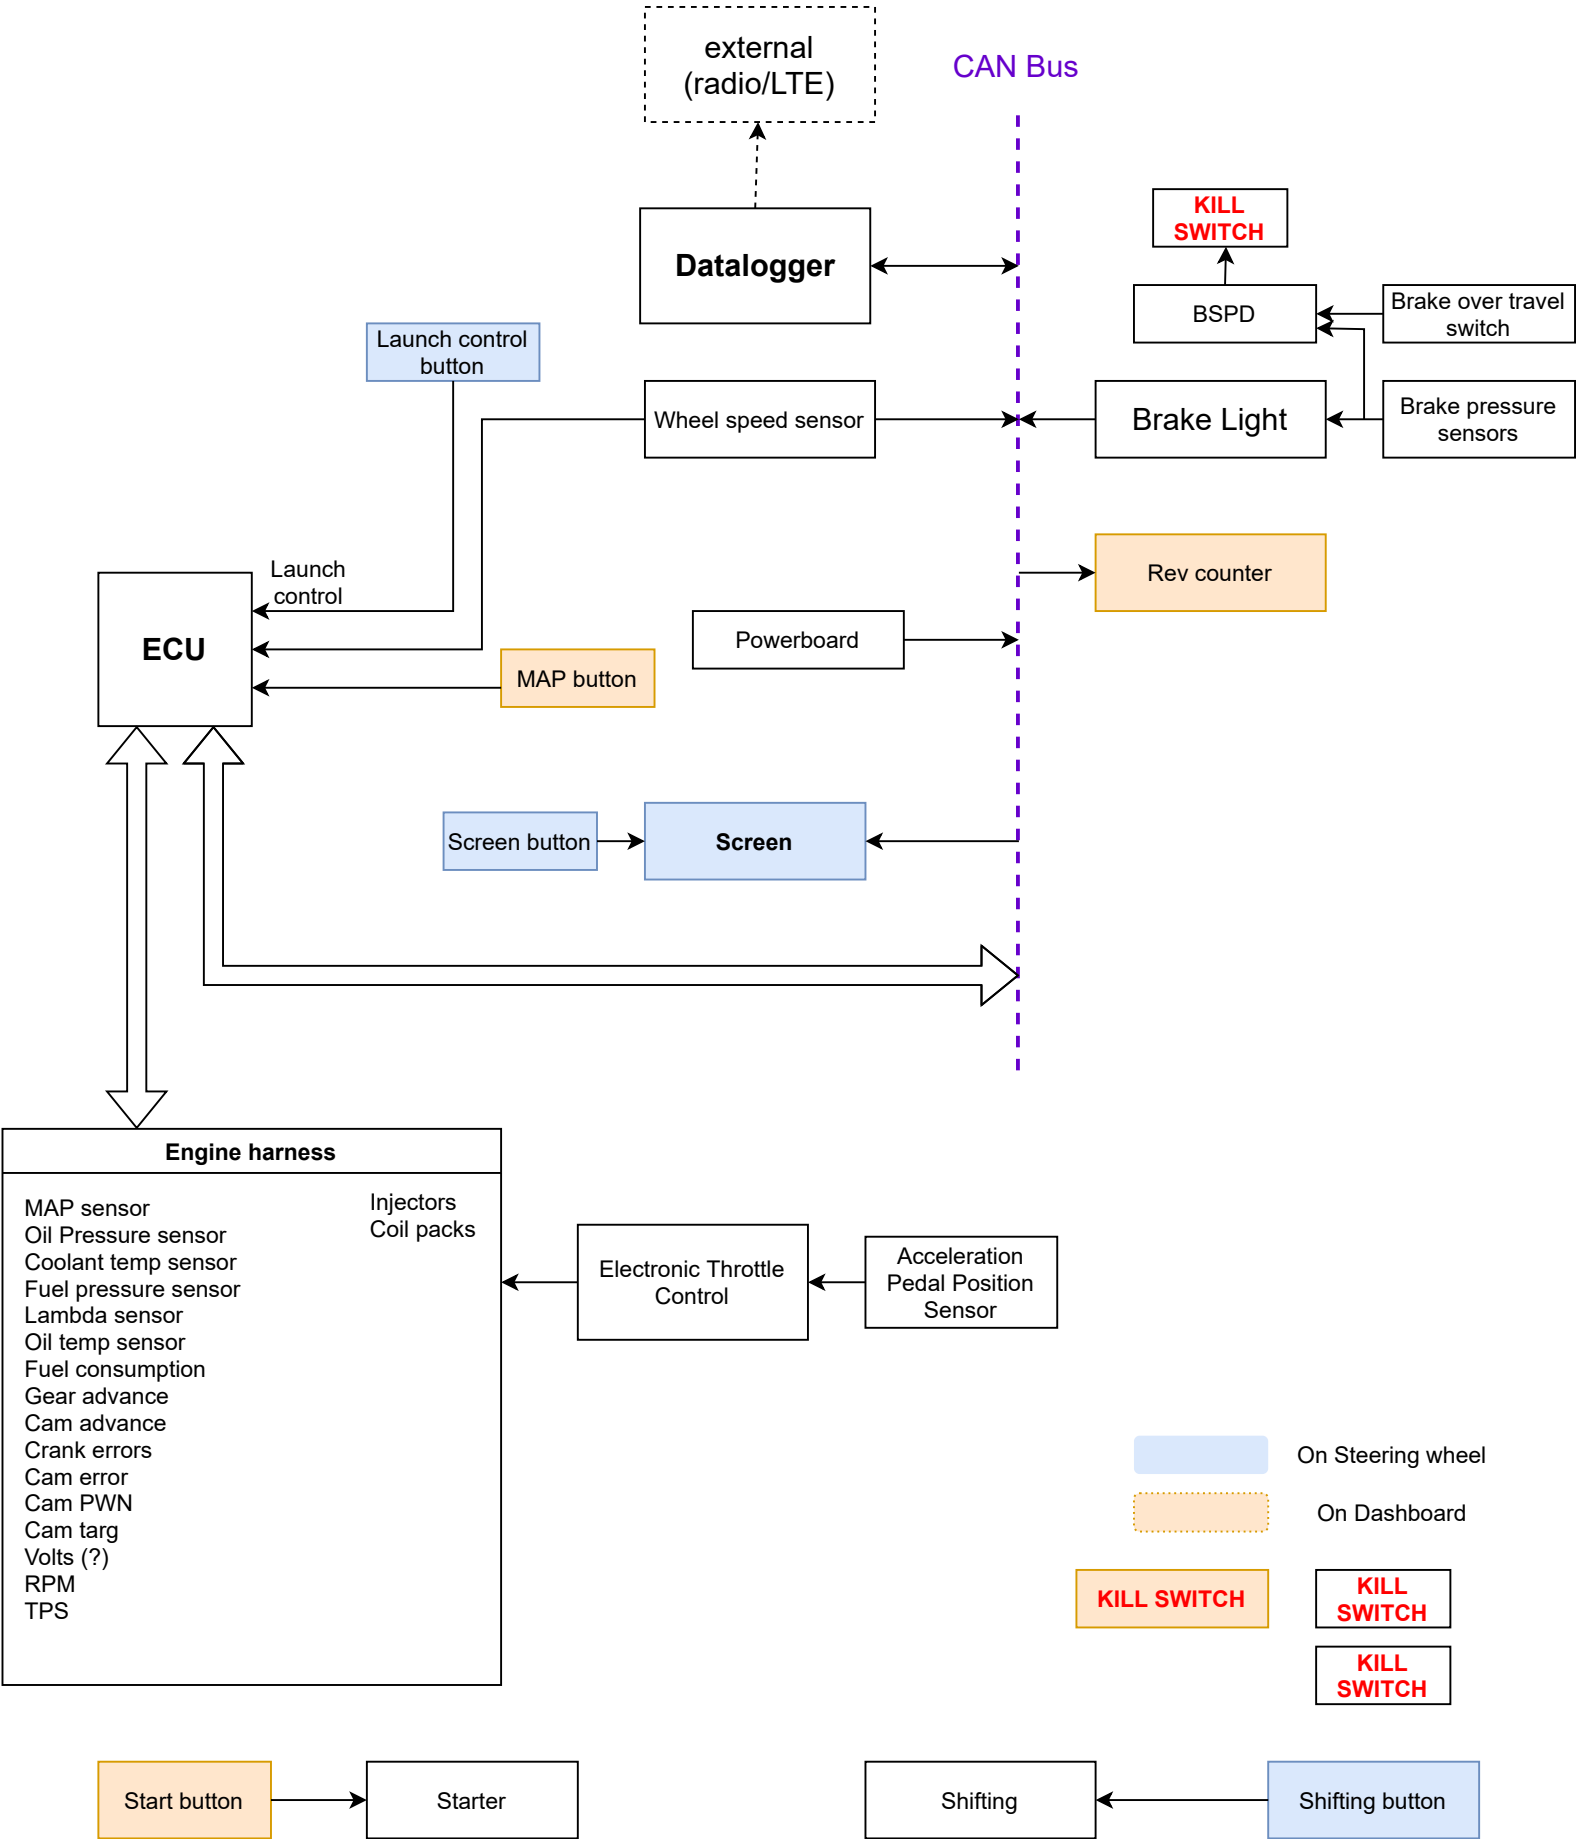 external
(radio/LTE)
CAN Bus
KILL
SWITCH
Datalogger
BSPD
Brake over travel
switch
Launch control
button
Wheel speed sensor
Brake Light
Brake pressure
sensors
Launch
control
ECU
Rev counter
Powerboard
MAP button
Screen button
Screen
Engine harness
MAP sensor
Oil Pressure sensor
Coolant temp sensor
Fuel pressure sensor
Lambda sensor
Oil temp sensor
Fuel consumption
Gear advance
Cam advance
Crank errors
Cam error
Cam PWN
Cam targ
Volts (?)
RPM
TPS
Injectors
Coil packs
Electronic Throttle
Control
Acceleration
Pedal Position
Sensor
On Steering wheel
On Dashboard
KILL SWITCH
KILL
SWITCH
KILL
SWITCH
Start button
Starter
Shifting
Shifting button